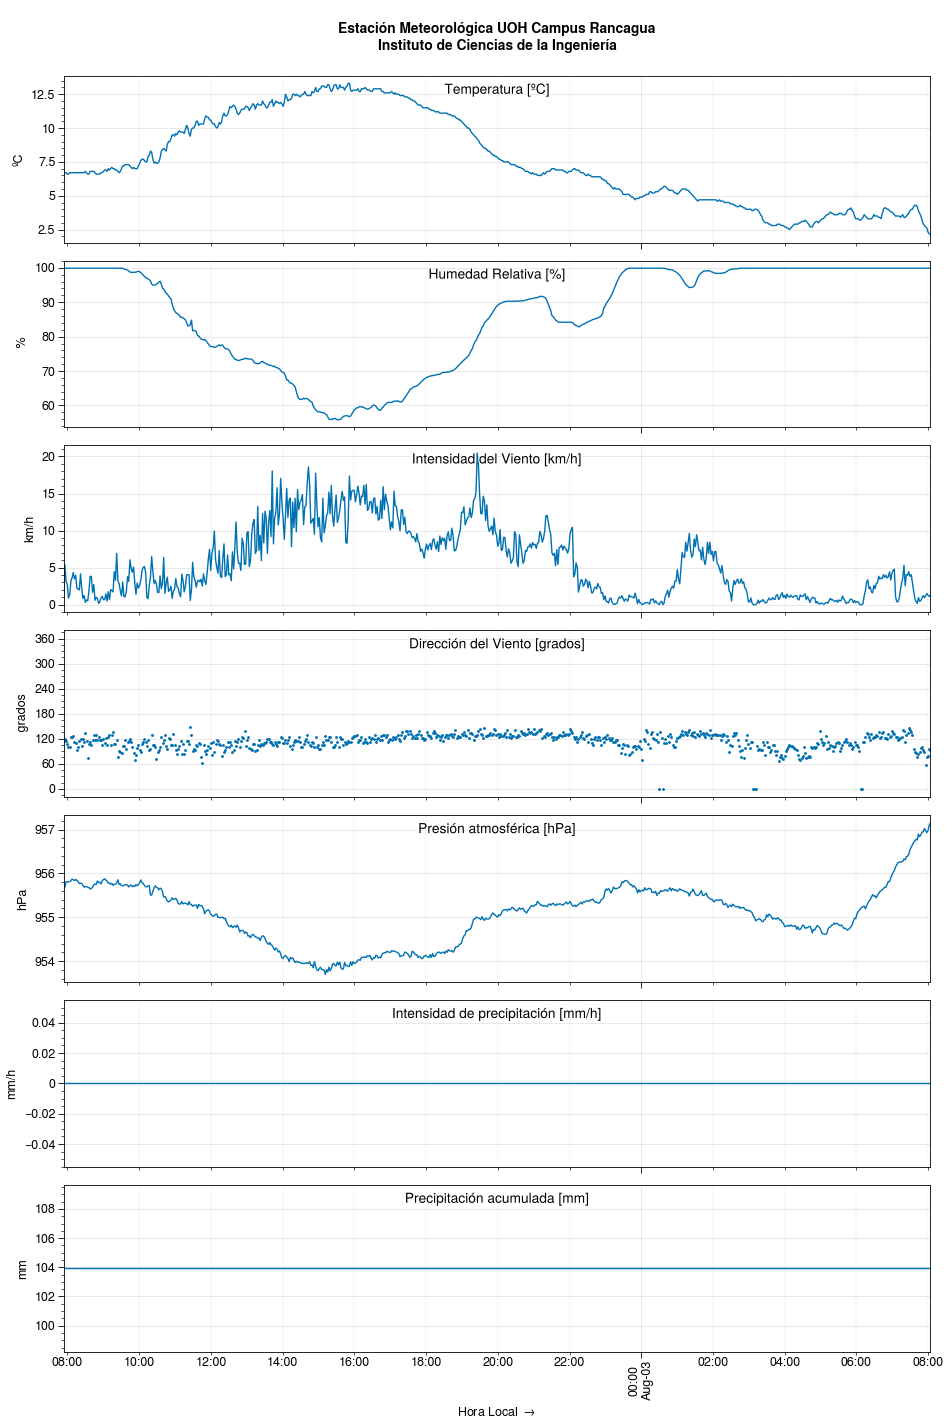 Estación Meteorológica UOH Campus Rancagua
Instituto de Ciencias de la Ingeniería
Temperatura [ºC]
12.5
10
7.5
5
2.5
ºC
Humedad Relativa [%]
100
90
80
70
60
%
Intensidad del Viento [km/h]
20
15
10
5
0
km/h
Dirección del Viento [grados]
360
300
240
180
120
60
0
grados
Presión atmosférica [hPa]
957
956
955
954
hPa
Intensidad de precipitación [mm/h]
0.04
0.02
0
−0.02
−0.04
mm/h
Precipitación acumulada [mm]
108
106
104
102
100
mm
08:00 10:00 12:00 14:00 16:00 18:00 20:00 22:00 00:00 02:00 04:00 06:00 08:00
Aug-03
Hora Local →